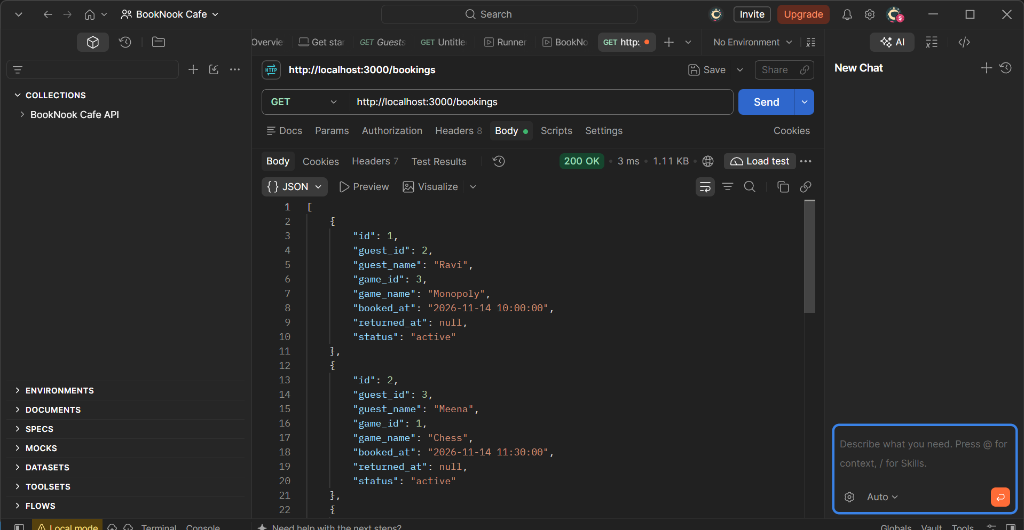 BookNook Cafe
Search
Invite
Upgrade
Overvie
Get sta
GET Guests
GET Untitle
Runner
BookNo
GET http:
No Environment
AI
HTTP
http://localhost:3000/bookings
Save
Share
New Chat
COLLECTIONS
BookNook Cafe API
GET
http://localhost:3000/bookings
Send
Docs
Params
Authorization
Headers 8
Body
Scripts
Settings
Cookies
Body
Cookies
Headers 7
Test Results
200 OK
3 ms
1.11 KB
Load test
{} JSON
Preview
Visualize
1 [
2 {
3 "id": 1,
4 "guest_id": 2,
5 "guest_name": "Ravi",
6 "game_id": 3,
7 "game_name": "Monopoly",
8 "booked_at": "2026-11-14 10:00:00",
9 "returned_at": null,
10 "status": "active"
11 },
12 {
13 "id": 2,
14 "guest_id": 3,
15 "guest_name": "Meena",
16 "game_id": 1,
17 "game_name": "Chess",
18 "booked_at": "2026-11-14 11:30:00",
19 "returned_at": null,
20 "status": "active"
21 },
22 {
ENVIRONMENTS
DOCUMENTS
SPECS
MOCKS
DATASETS
TOOLSETS
FLOWS
Describe what you need. Press @ for
context, / for Skills.
Auto
Local mode
Terminal
Console
Need help with the next steps?
Globals
Vault
Tools